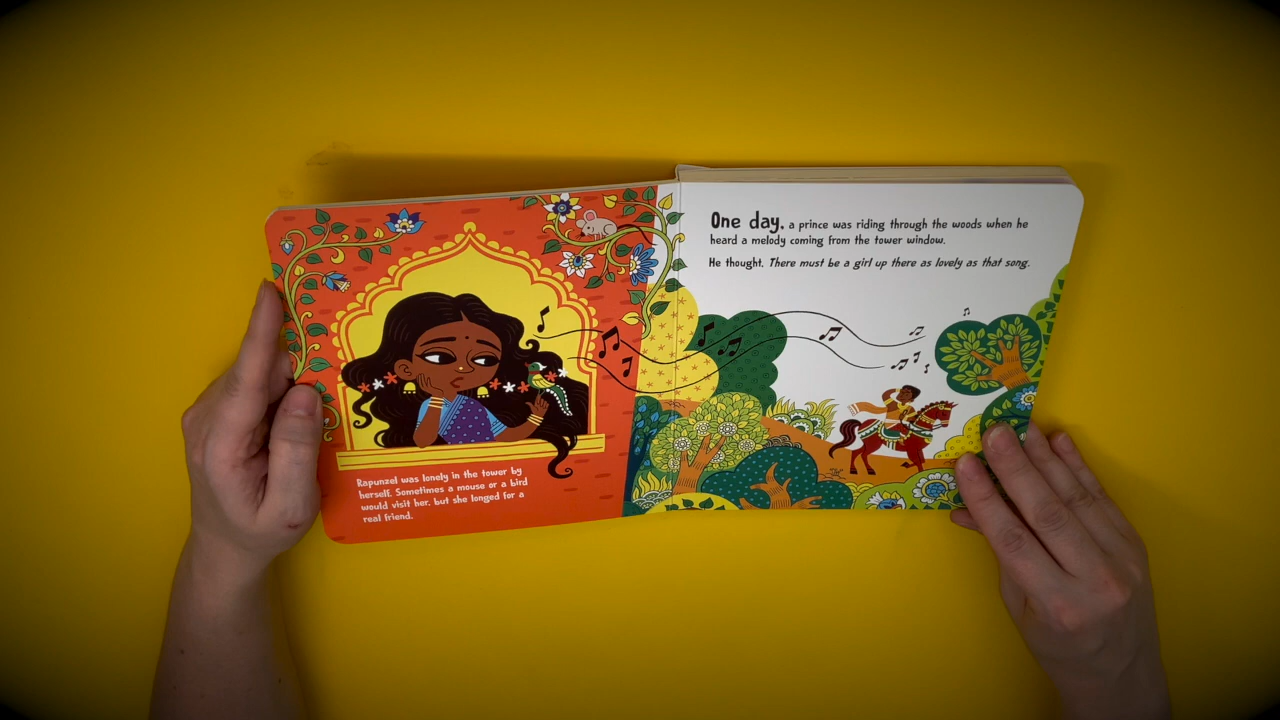 Rapunzel was lonely in the tower by
herself. Sometimes a mouse or a bird
would visit her, but she longed for a
real friend.
One day, a prince was riding through the woods when he
heard a melody coming from the tower window.
He thought, There must be a girl up there as lovely as that song.